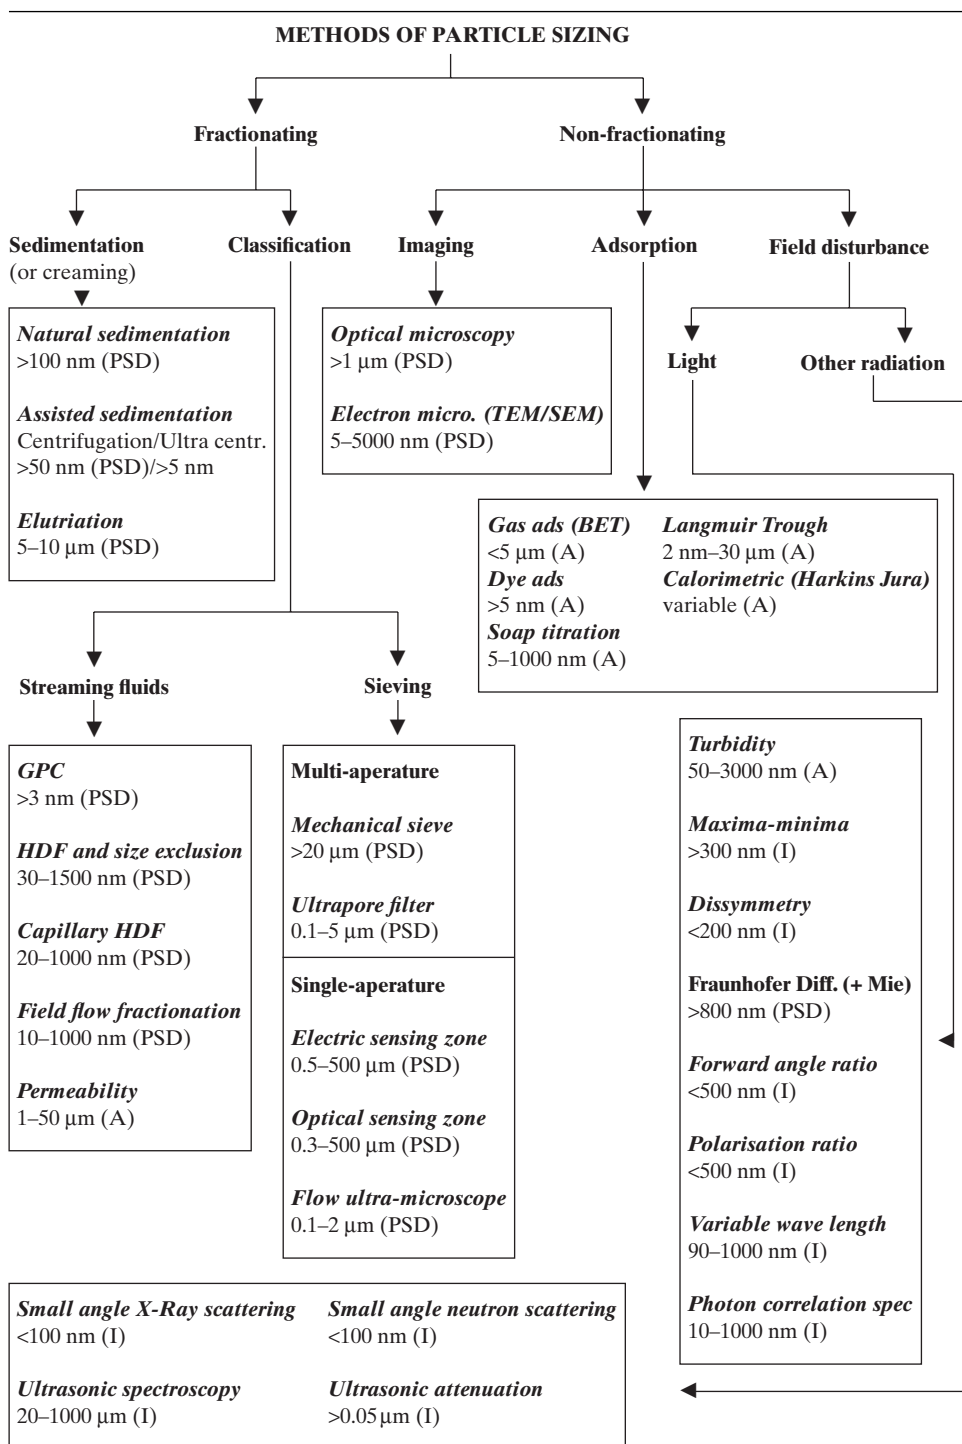 METHODS OF PARTICLE SIZING
Fractionating
Non-fractionating
Sedimentation
(or creaming)
Classification
Imaging
Adsorption
Field disturbance
Natural sedimentation
>100 nm (PSD)
Assisted sedimentation
Centrifugation/Ultra centr.
>50 nm (PSD)/>5 nm
Elutriation
5–10 μm (PSD)
Optical microscopy
>1 μm (PSD)
Electron micro. (TEM/SEM)
5–5000 nm (PSD)
Light
Other radiation
Gas ads (BET)
<5 μm (A)
Dye ads
>5 nm (A)
Soap titration
5–1000 nm (A)
Langmuir Trough
2 nm–30 μm (A)
Calorimetric (Harkins Jura)
variable (A)
Streaming fluids
Sieving
GPC
>3 nm (PSD)
HDF and size exclusion
30–1500 nm (PSD)
Capillary HDF
20–1000 nm (PSD)
Field flow fractionation
10–1000 nm (PSD)
Permeability
1–50 μm (A)
Multi-aperature
Mechanical sieve
>20 μm (PSD)
Ultrapore filter
0.1–5 μm (PSD)
Single-aperature
Electric sensing zone
0.5–500 μm (PSD)
Optical sensing zone
0.3–500 μm (PSD)
Flow ultra-microscope
0.1–2 μm (PSD)
Turbidity
50–3000 nm (A)
Maxima-minima
>300 nm (I)
Dissymmetry
<200 nm (I)
Fraunhofer Diff. (+ Mie)
>800 nm (PSD)
Forward angle ratio
<500 nm (I)
Polarisation ratio
<500 nm (I)
Variable wave length
90–1000 nm (I)
Photon correlation spec
10–1000 nm (I)
Small angle X-Ray scattering
<100 nm (I)
Small angle neutron scattering
<100 nm (I)
Ultrasonic spectroscopy
20–1000 μm (I)
Ultrasonic attenuation
>0.05 μm (I)